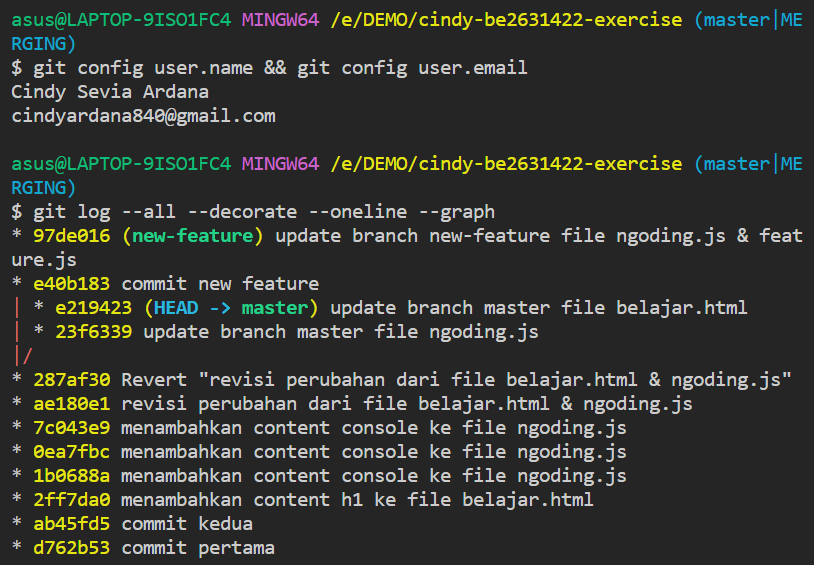 asus@LAPTOP-9ISO1FC4 MINGW64 /e/DEMO/cindy-be2631422-exercise (master|ME
RGING)
$ git config user.name && git config user.email
Cindy Sevia Ardana
cindyardana840@gmail.com
asus@LAPTOP-9ISO1FC4 MINGW64 /e/DEMO/cindy-be2631422-exercise (master|ME
RGING)
$ git log --all --decorate --oneline --graph
* 97de016 (new-feature) update branch new-feature file ngoding.js & feat
ure.js
* e40b183 commit new feature
| * e219423 (HEAD -> master) update branch master file belajar.html
| * 23f6339 update branch master file ngoding.js
|/
* 287af30 Revert "revisi perubahan dari file belajar.html & ngoding.js"
* ae180e1 revisi perubahan dari file belajar.html & ngoding.js
* 7c043e9 menambahkan content console ke file ngoding.js
* 0ea7fbc menambahkan content console ke file ngoding.js
* 1b0688a menambahkan content console ke file ngoding.js
* 2ff7da0 menambahkan content h1 ke file belajar.html
* ab45fd5 commit kedua
* d762b53 commit pertama